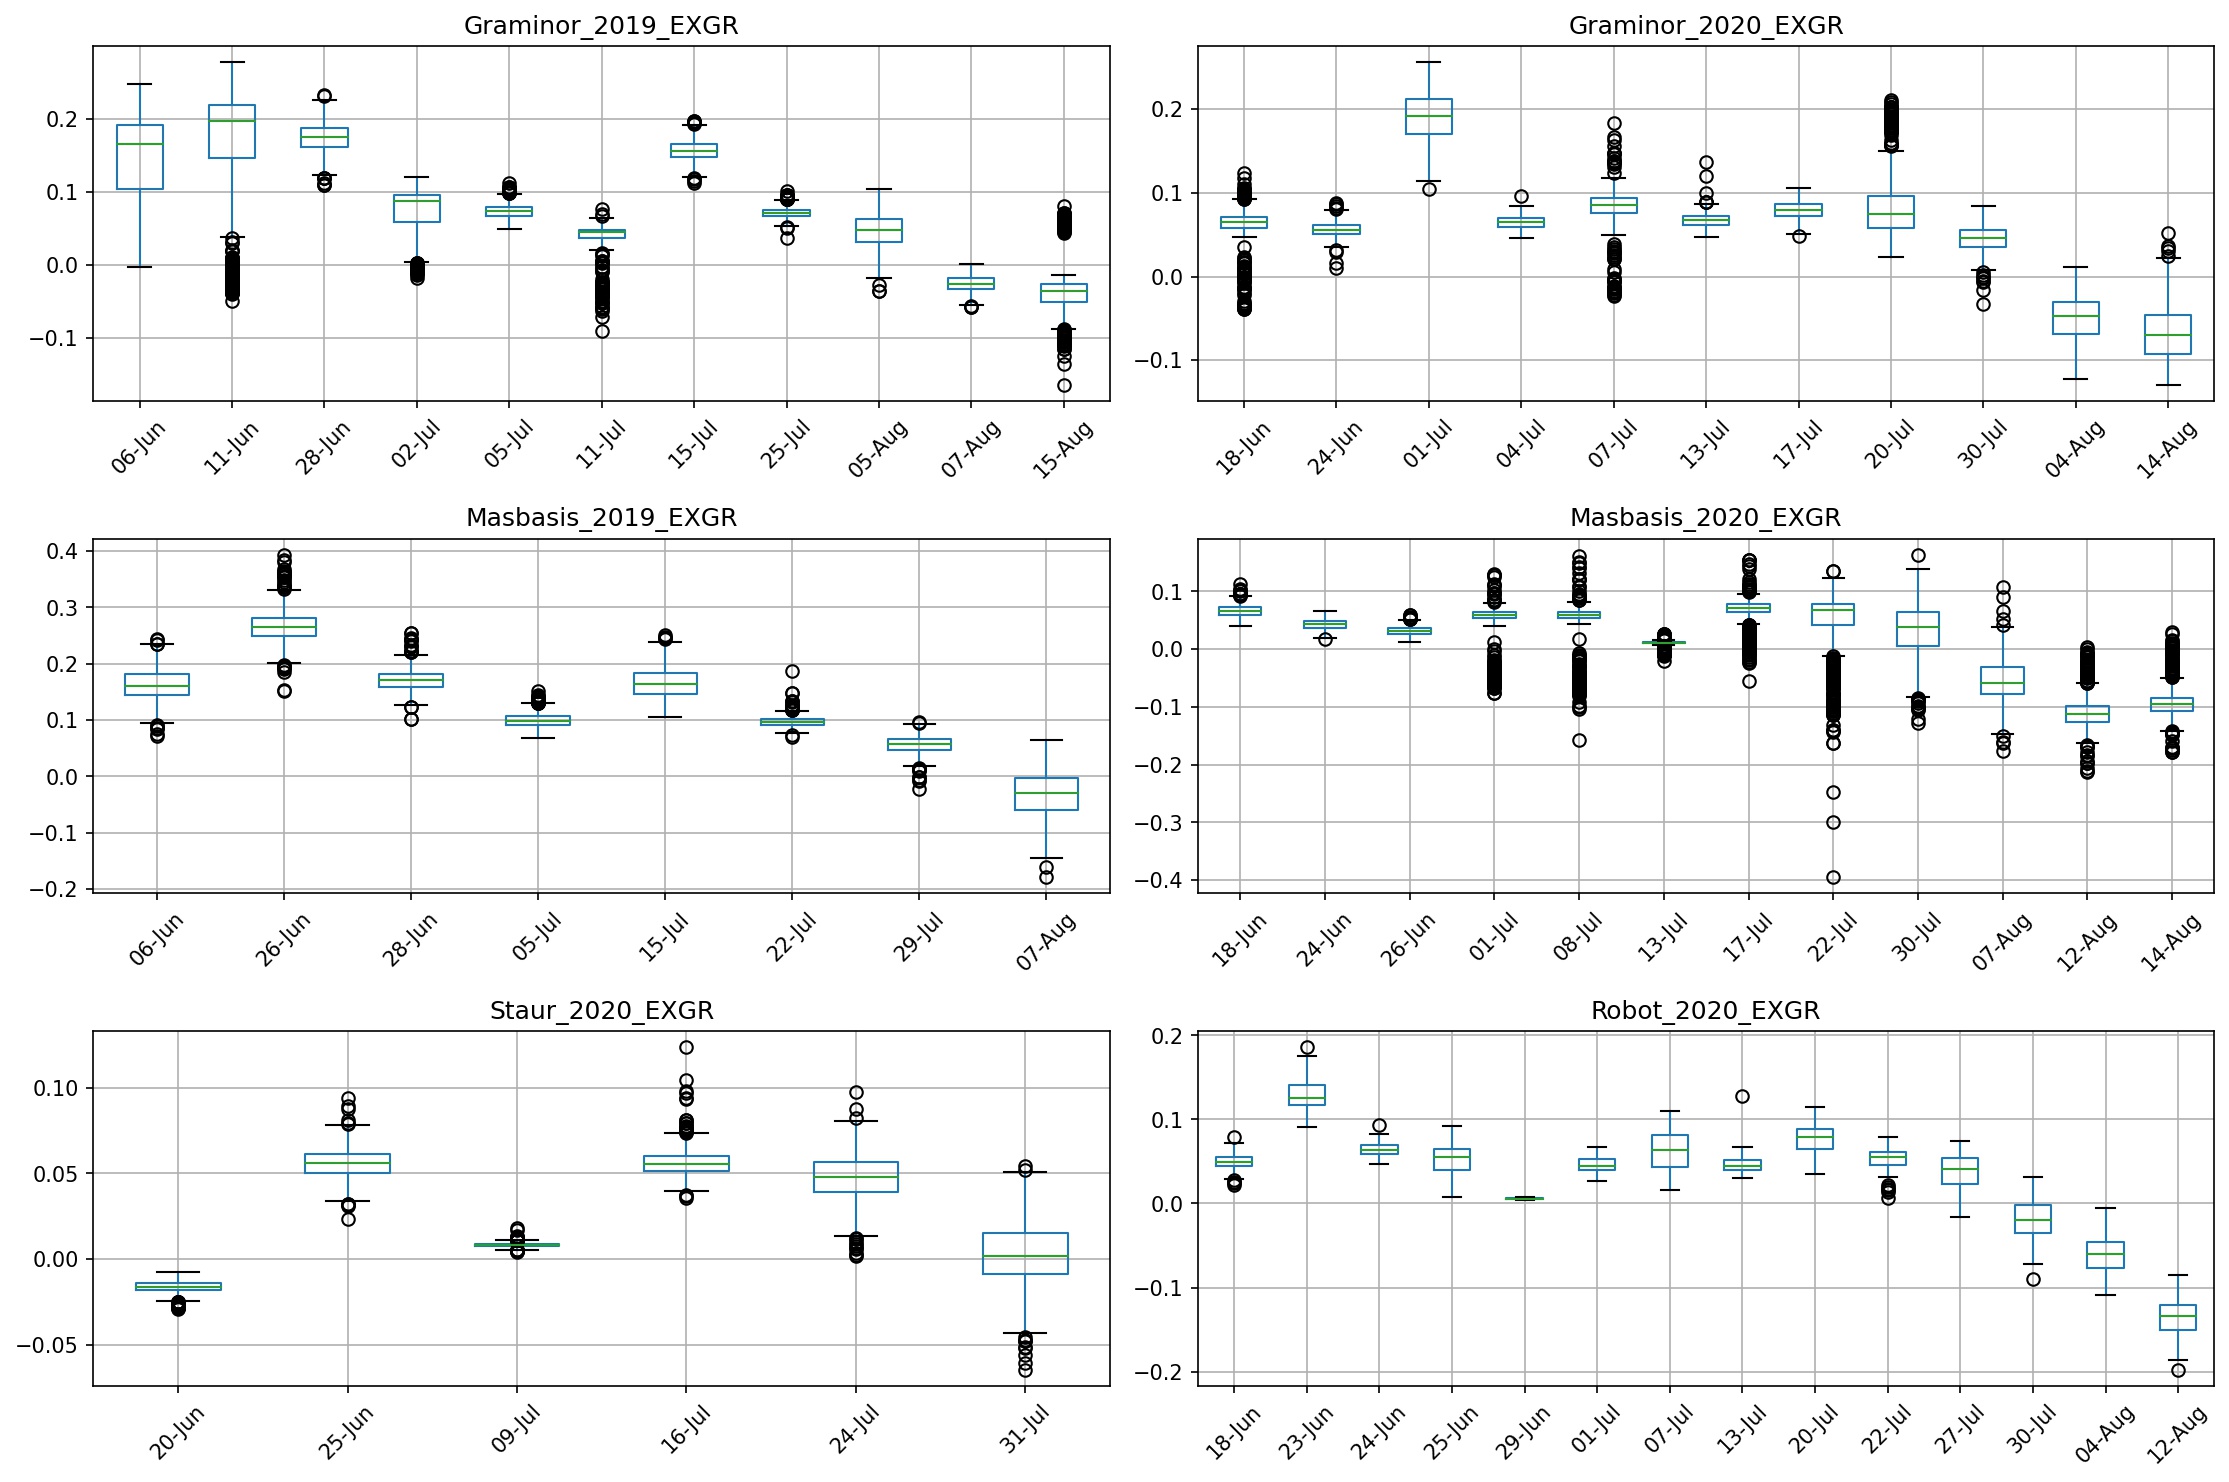 Graminor_2019_EXGR
0.2
0.1
0.0
−0.1
06-Jun 11-Jun 28-Jun 02-Jul 05-Jul 11-Jul 15-Jul 25-Jul 05-Aug 07-Aug 15-Aug
Graminor_2020_EXGR
0.2
0.1
0.0
−0.1
18-Jun 24-Jun 01-Jul 04-Jul 07-Jul 13-Jul 17-Jul 20-Jul 30-Jul 04-Aug 14-Aug
Masbasis_2019_EXGR
0.4
0.3
0.2
0.1
0.0
−0.1
−0.2
06-Jun 26-Jun 28-Jun 05-Jul 15-Jul 22-Jul 29-Jul 07-Aug
Masbasis_2020_EXGR
0.1
0.0
−0.1
−0.2
−0.3
−0.4
18-Jun 24-Jun 26-Jun 01-Jul 08-Jul 13-Jul 17-Jul 22-Jul 30-Jul 07-Aug 12-Aug 14-Aug
Staur_2020_EXGR
0.10
0.05
0.00
−0.05
20-Jun 25-Jun 09-Jul 16-Jul 24-Jul 31-Jul
Robot_2020_EXGR
0.2
0.1
0.0
−0.1
−0.2
18-Jun 23-Jun 24-Jun 25-Jun 29-Jun 01-Jul 07-Jul 13-Jul 20-Jul 22-Jul 27-Jul 30-Jul 04-Aug 12-Aug